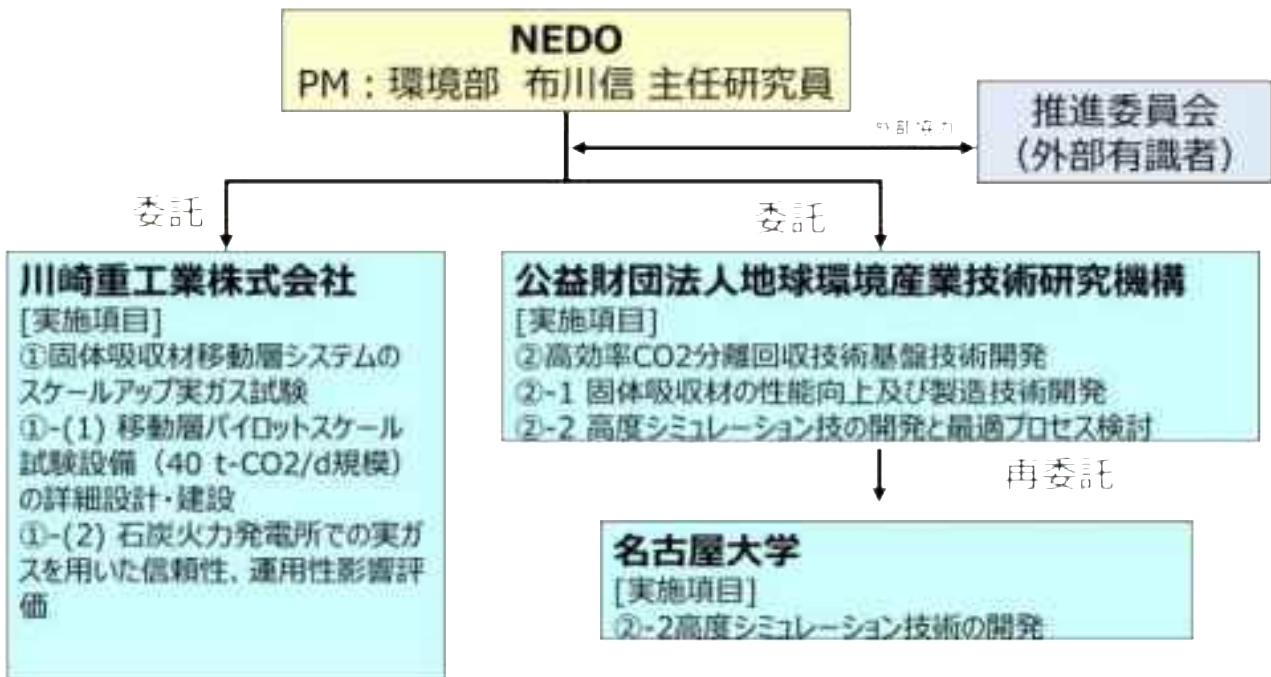 NEDO
PM：環境部 布川信 主任研究員
外部協力
推進委員会
（外部有識者）
委託
委託
川崎重工業株式会社
[実施項目]
①固体吸収材移動層システムの
スケールアップ実ガス試験
①-(1) 移動層パイロットスケール
試験設備（40 t-CO2/d規模）
の詳細設計・建設
①-(2) 石炭火力発電所での実ガ
スを用いた信頼性、運用性影響評
価
公益財団法人地球環境産業技術研究機構
[実施項目]
②高効率CO2分離回収技術基盤技術開発
②-1 固体吸収材の性能向上及び製造技術開発
②-2 高度シミュレーション技の開発と最適プロセス検討
再委託
名古屋大学
[実施項目]
②-2高度シミュレーション技術の開発